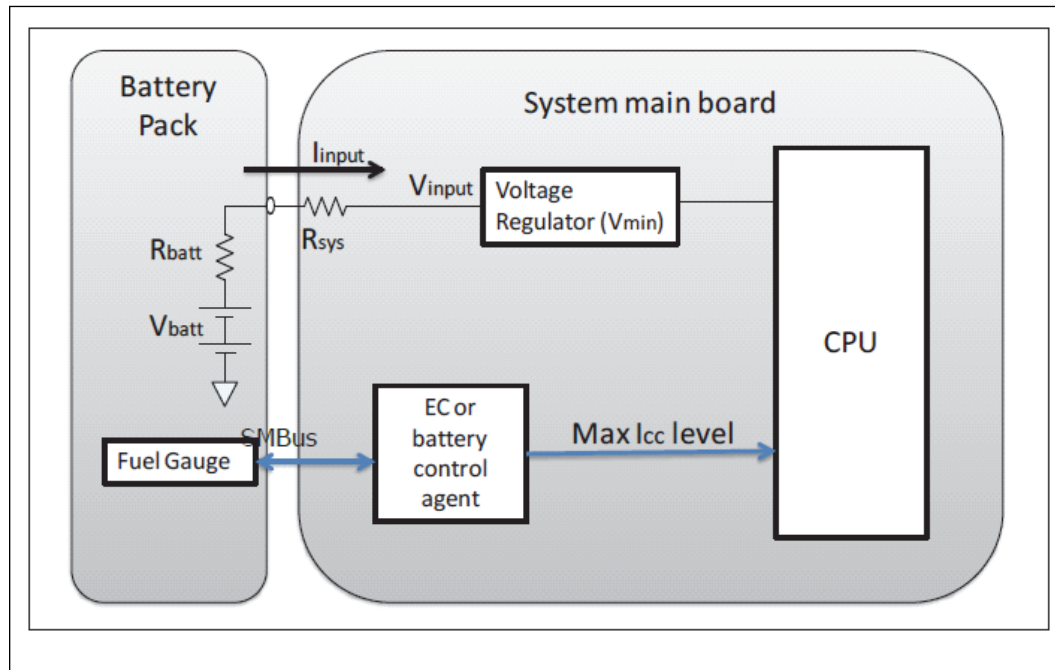 Battery
Pack
System main board
Iinput
Vinput
Voltage
Regulator (Vmin)
Rsys
Rbatt
Vbatt
CPU
EC or
battery
control
agent
SMBus
Max Icc level
Fuel Gauge